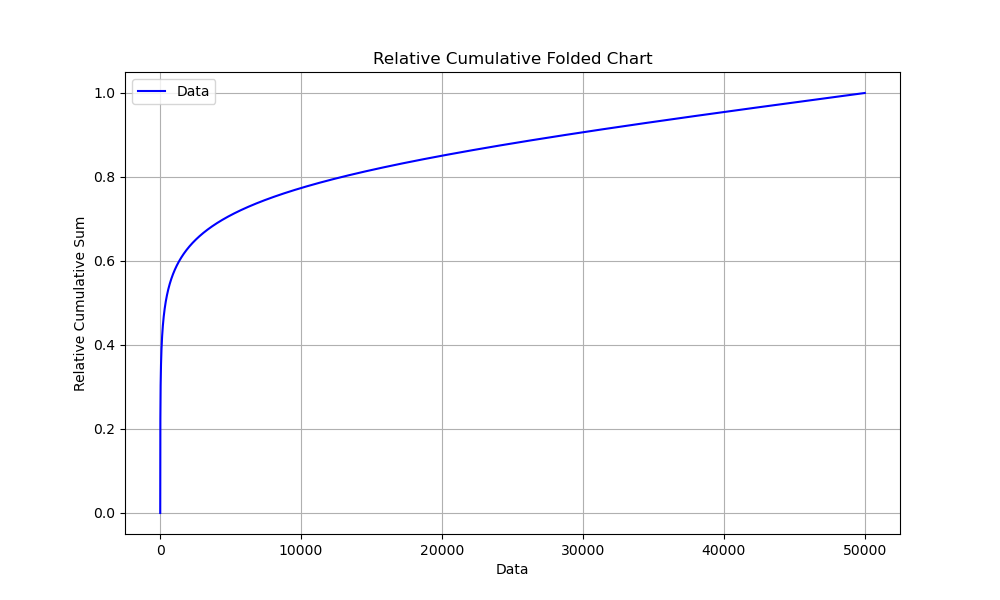 Relative Cumulative Folded Chart
Data
1.0
0.8
0.6
0.4
0.2
0.0
Relative Cumulative Sum
0 10000 20000 30000 40000 50000
Data